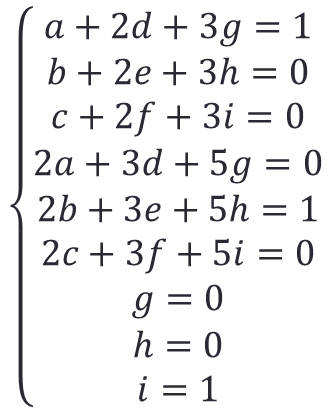 a + 2d + 3g = 1
b + 2e + 3h = 0
c + 2f + 3i = 0
2a + 3d + 5g = 0
2b + 3e + 5h = 1
2c + 3f + 5i = 0
g = 0
h = 0
i = 1